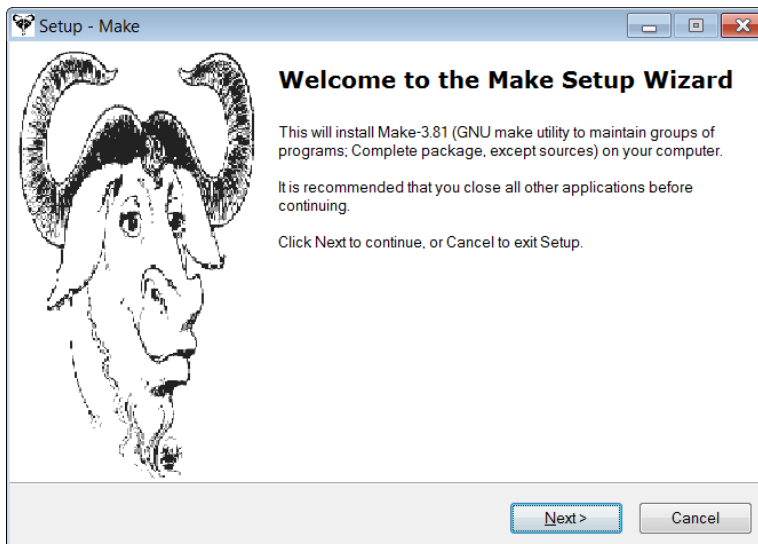 Setup - Make
Welcome to the Make Setup Wizard
This will install Make-3.81 (GNU make utility to maintain groups of
programs; Complete package, except sources) on your computer.
It is recommended that you close all other applications before
continuing.
Click Next to continue, or Cancel to exit Setup.
Next >
Cancel